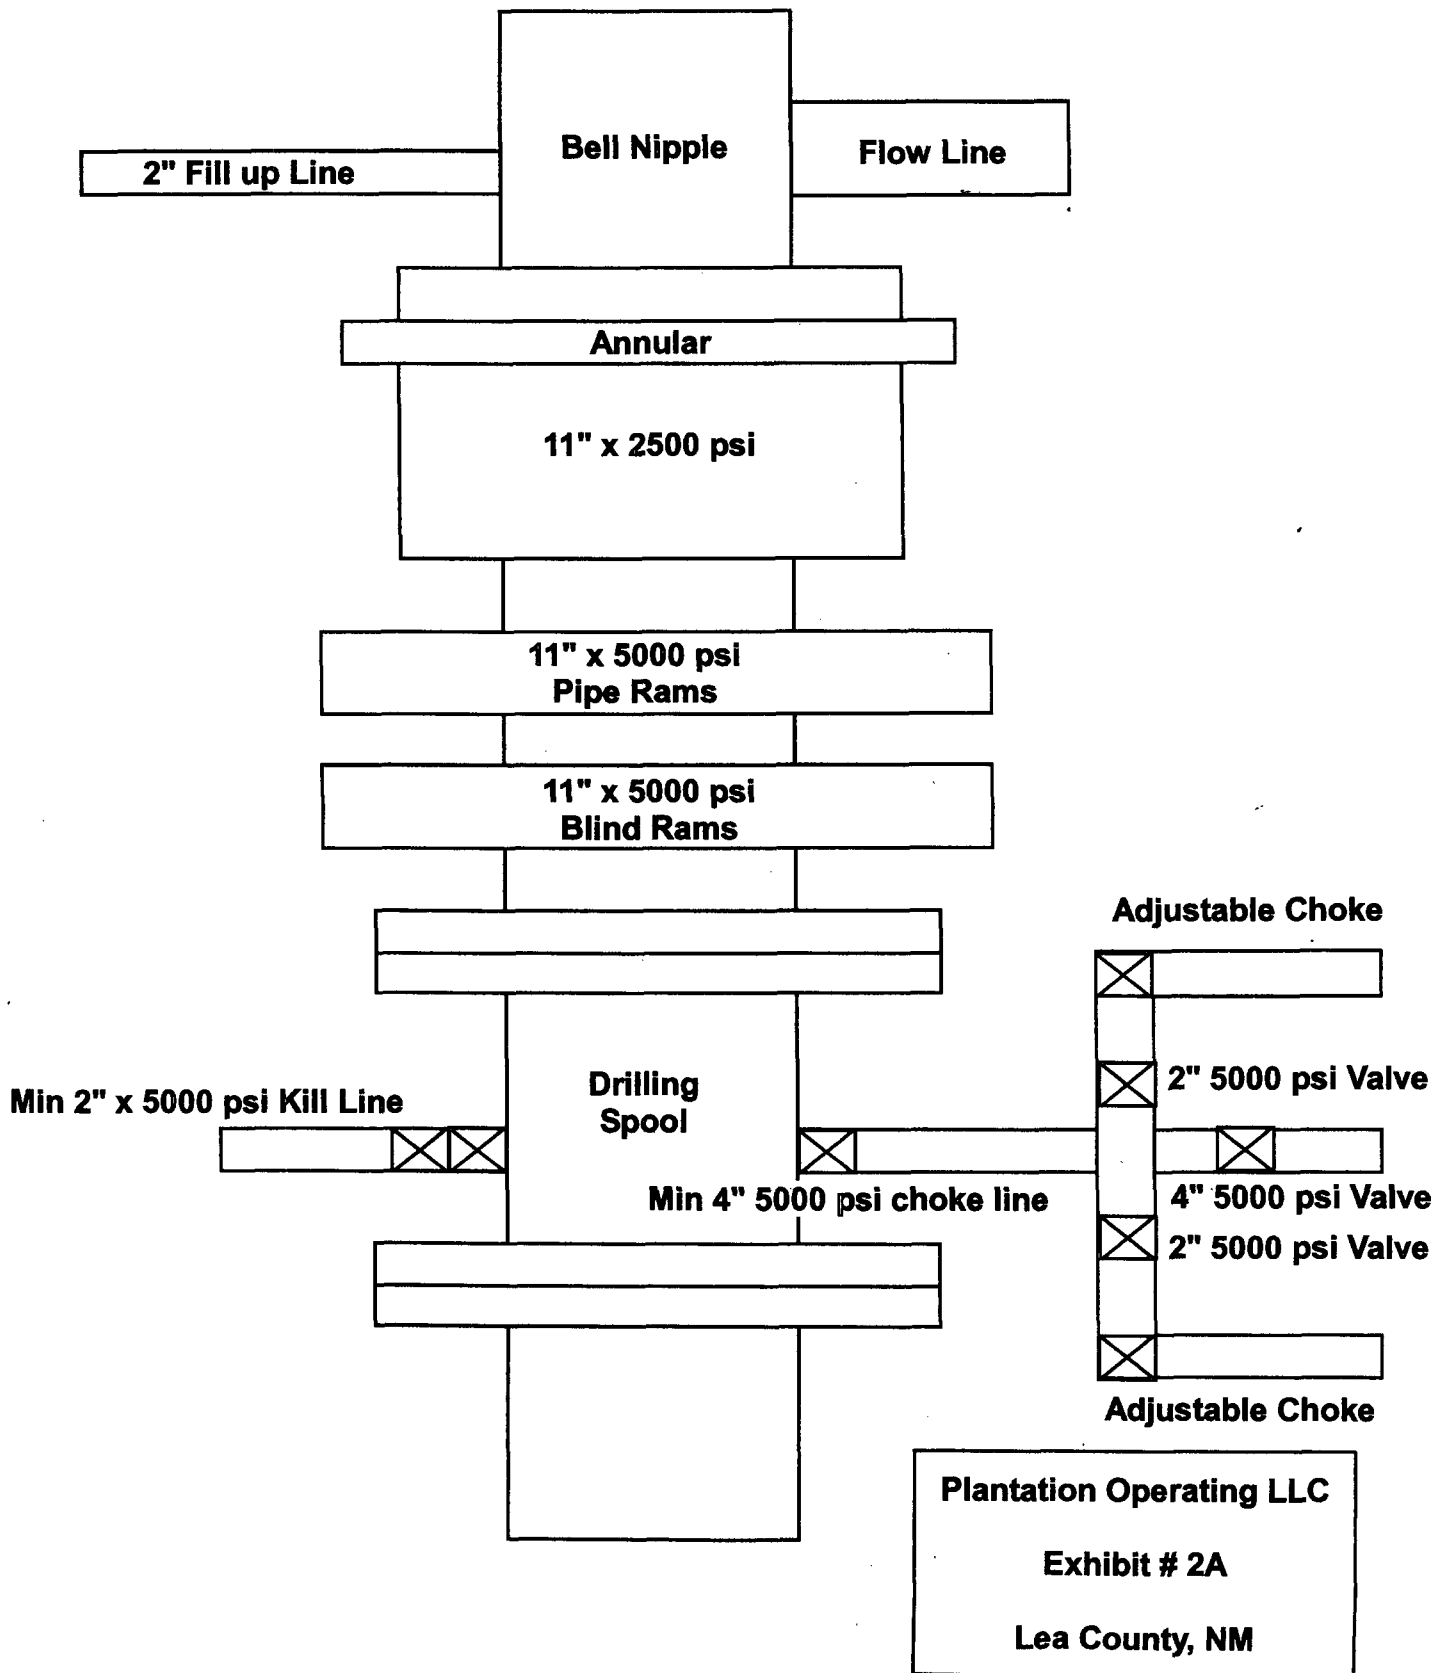 Bell Nipple
Flow Line
2" Fill up Line
Annular
11" x 2500 psi
11" x 5000 psi
Pipe Rams
11" x 5000 psi
Blind Rams
Adjustable Choke
2" 5000 psi Valve
Drilling
Spool
Min 2" x 5000 psi Kill Line
Min 4" 5000 psi choke line
4" 5000 psi Valve
2" 5000 psi Valve
Adjustable Choke
Plantation Operating LLC
Exhibit # 2A
Lea County, NM